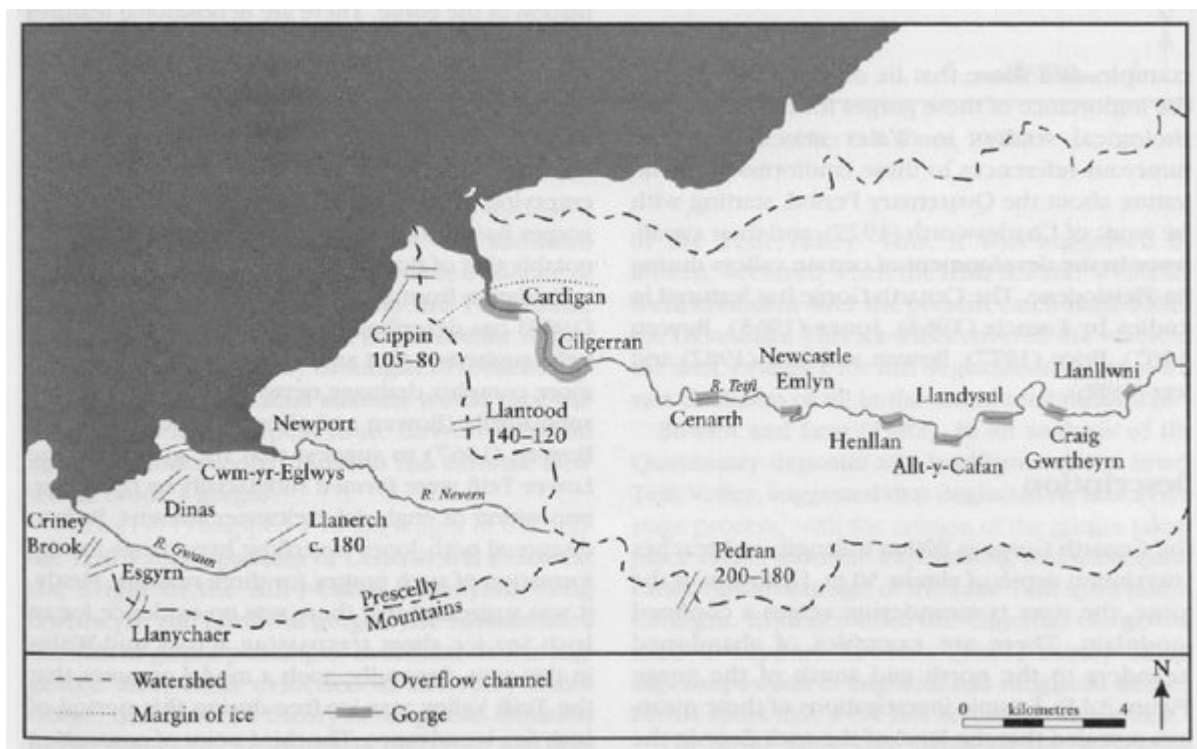 Cardigan
Cippin
105–80
Cilgerran
Newcastle
Emlyn
R. Teifi
Cenarth
Llandysul
Llanllwni
Llantood
140–120
Henllan
Allt-y-Cafan
Craig
Gwrtheyrn
Newport
Cwm-yr-Eglwys
R. Nevern
Dinas
Llanerch
c. 180
Criney
Brook
R. Gwaun
Esgyrn
Pedran
200–180
Prescelly
Mountains
Llanychaer
Watershed
Overflow channel
Margin of ice
Gorge
N
0 kilometres 4